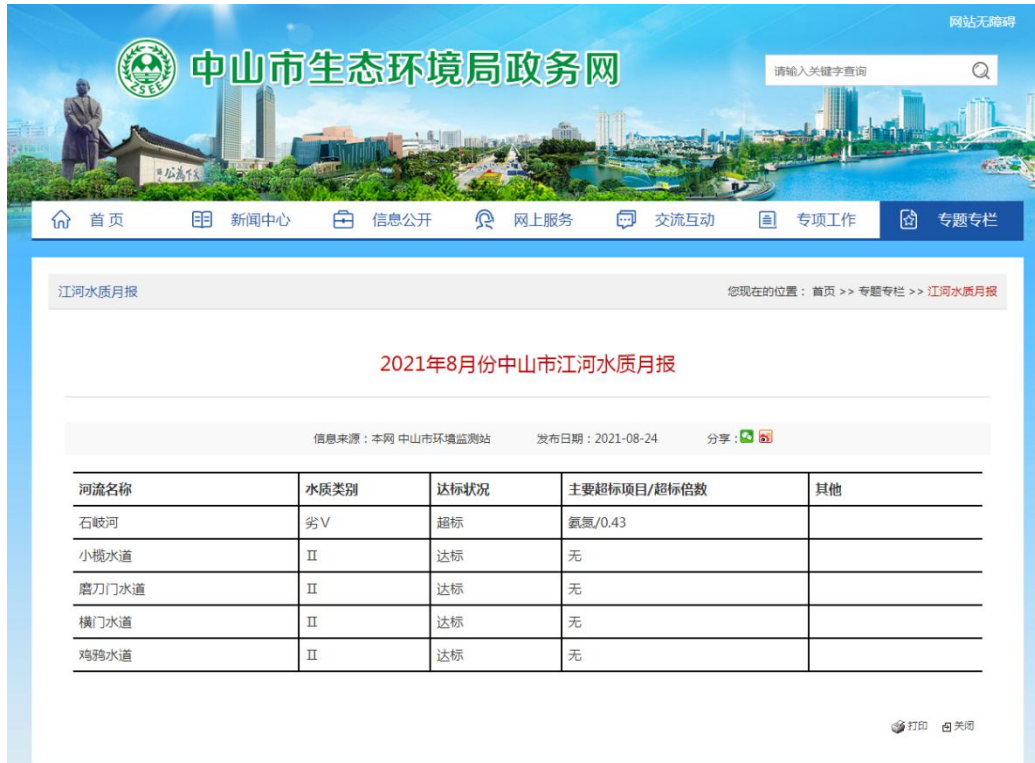 网站无障碍
ZSEE
中山市生态环境局政务网
请输入关键字查询
天下为公
首页 新闻中心 信息公开 网上服务 交流互动 专项工作 专题专栏
江河水质月报 您现在的位置： 首页 >> 专题专栏 >> 江河水质月报
2021年8月份中山市江河水质月报
信息来源：本网 中山市环境监测站 发布日期：2021-08-24 分享：
河流名称 水质类别 达标状况 主要超标项目/超标倍数 其他
石岐河 劣Ⅴ 超标 氨氮/0.43
小榄水道 Ⅱ 达标 无
磨刀门水道 Ⅱ 达标 无
横门水道 Ⅱ 达标 无
鸡鸦水道 Ⅱ 达标 无
打印 关闭